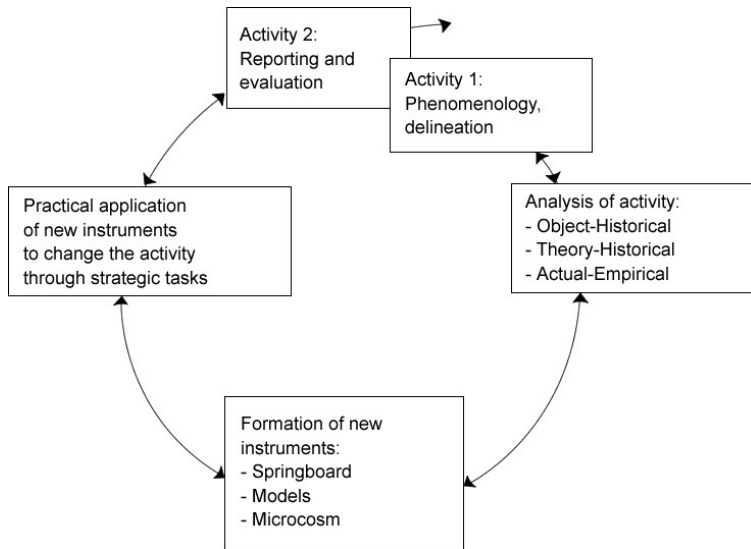 Activity 2:
Reporting and
evaluation
Activity 1:
Phenomenology,
delineation
Analysis of activity:
- Object-Historical
- Theory-Historical
- Actual-Empirical
Practical application
of new instruments
to change the activity
through strategic tasks
Formation of new
instruments:
- Springboard
- Models
- Microcosm